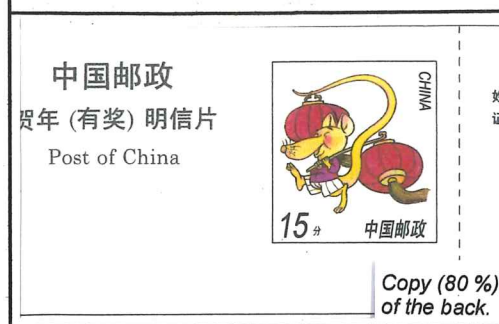 中国邮政
贺年 (有奖) 明信片
Post of China
CHINA
15分
中国邮政
Copy (80 %)
of the back.